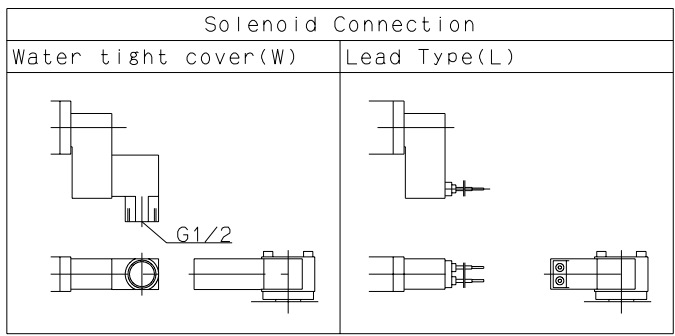 Solenoid Connection
Water tight cover(W)
Lead Type(L)
G1/2